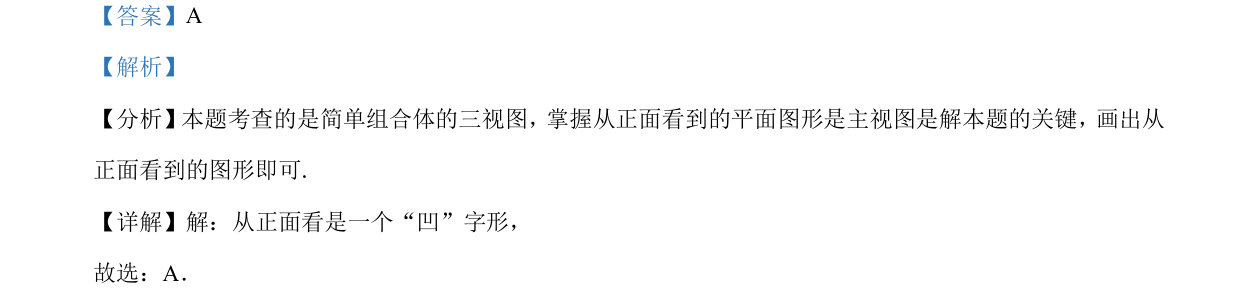 【答案】A
【解析】
【分析】本题考查的是简单组合体的三视图，掌握从正面看到的平面图形是主视图是解本题的关键，画出从
正面看到的图形即可.
【详解】解：从正面看是一个“凹”字形，
故选：A．